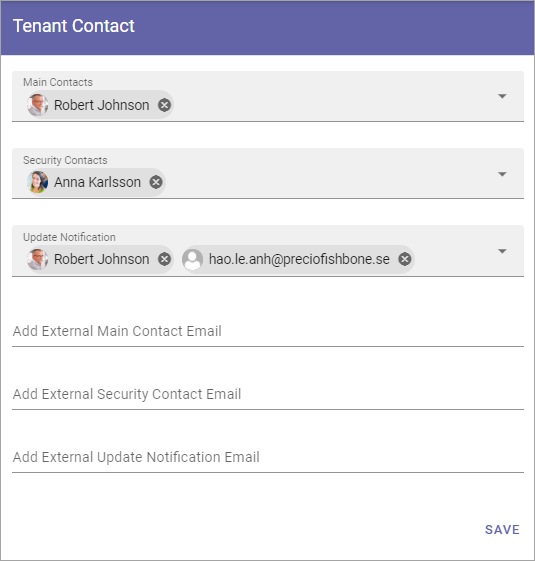 Tenant Contact
Main Contacts
Robert Johnson
Security Contacts
Anna Karlsson
Update Notification
Robert Johnson hao.le.anh@preciofishbone.se
Add External Main Contact Email
Add External Security Contact Email
Add External Update Notification Email
SAVE